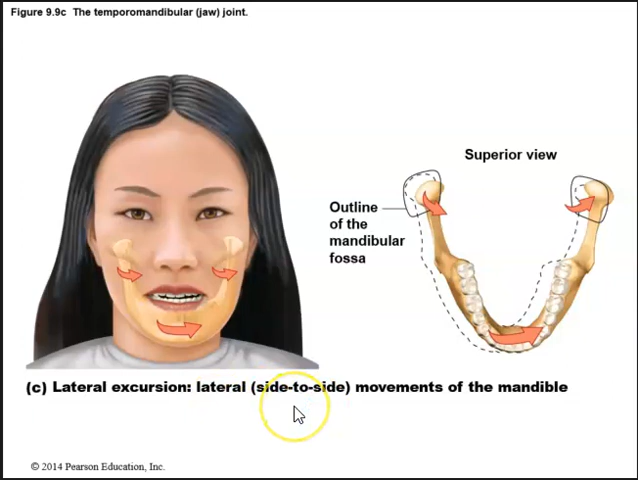 Figure 9.9c  The temporomandibular (jaw) joint.
Superior view
Outline
of the
mandibular
fossa
(c) Lateral excursion: lateral (side-to-side) movements of the mandible
© 2014 Pearson Education, Inc.